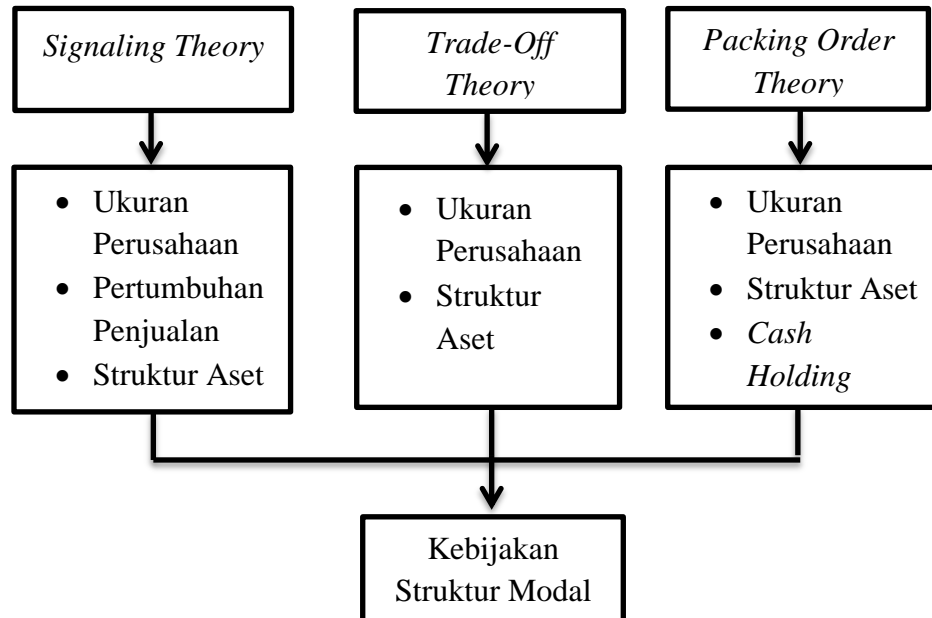 Signaling Theory
Trade-Off
Theory
Packing Order
Theory
• Ukuran
Perusahaan
• Pertumbuhan
Penjualan
• Struktur Aset
• Ukuran
Perusahaan
• Struktur
Aset
• Ukuran
Perusahaan
• Struktur Aset
• Cash
Holding
Kebijakan
Struktur Modal